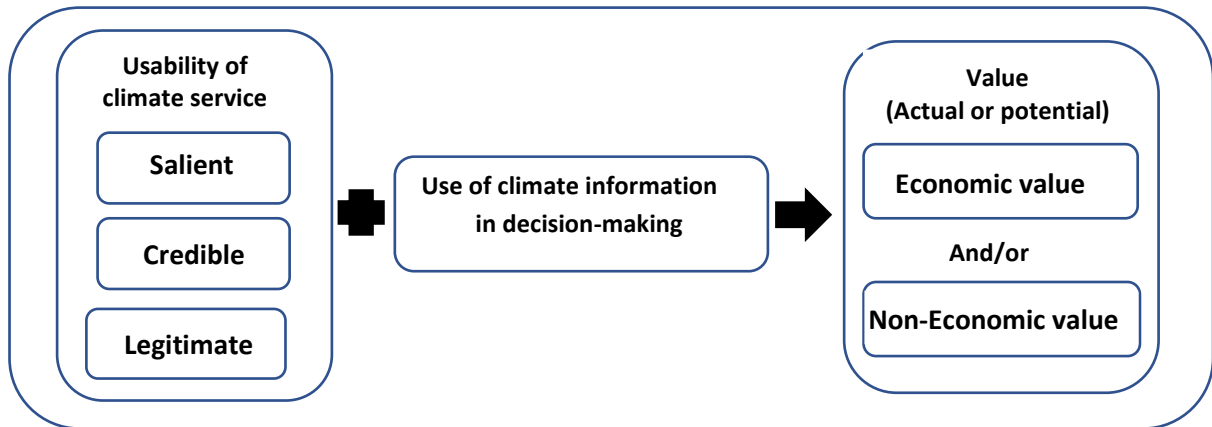 Usability of
climate service
Salient
Credible
Legitimate
Use of climate information
in decision-making
Value
(Actual or potential)
Economic value
And/or
Non-Economic value